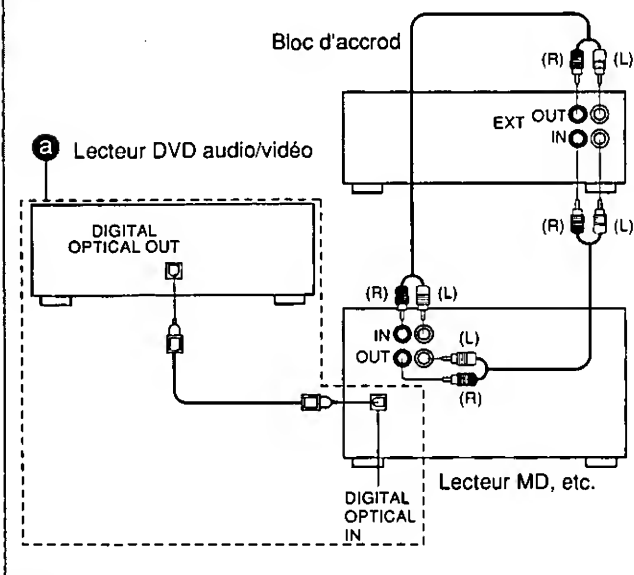 Bloc d'accrod
(R) (L)
EXT OUT
IN
(R) (L)
a Lecteur DVD audio/vidéo
DIGITAL
OPTICAL OUT
(R) (L)
IN
OUT
(L)
(R)
Lecteur MD, etc.
DIGITAL
OPTICAL
IN